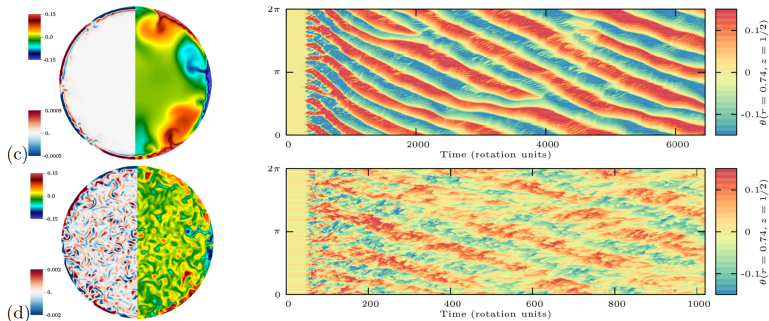 0.15
0
-0.15
0.0005
0
-0.0005
(c)
2π
π
0
0 2000 4000 6000
Time (rotation units)
0.1
0
-0.1
θ (r = 0.74, z = 1/2)
0.15
0
-0.15
0.002
0
-0.002
(d)
2π
π
0
0 200 400 600 800 1000
Time (rotation units)
0.1
0
-0.1
θ (r = 0.74, z = 1/2)